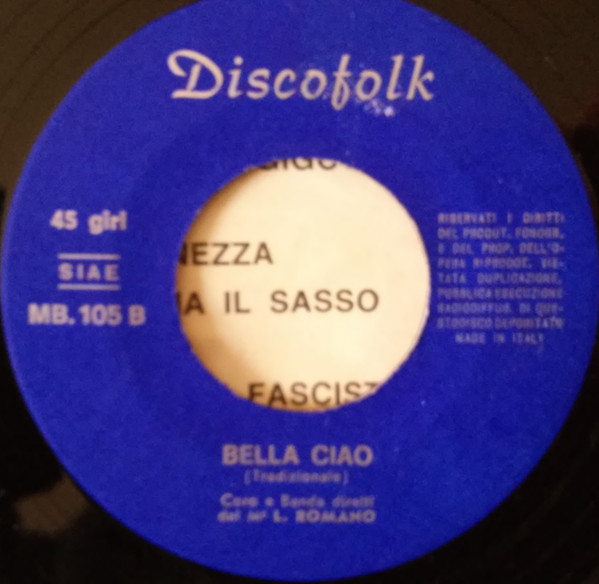 Discofolk
45 giri
SIAE
MB. 105 B
NEZZA
IL SASSO
FASCIS
RISERVATI I DIRITTI
DEL PRODUT. FONOGR.
E DEL PROP. DELL'O-
PERA RIPRODOT. VIE-
TATA DUPLICAZIONE,
PUBBLICA ESECUZIONE
RADIODIFFUS. DI QUE-
STO DISCO DEPOSITATO
MADE IN ITALY
BELLA CIAO
(Tradizionale)
Coro e Banda diretti
dal Mº L. ROMANO